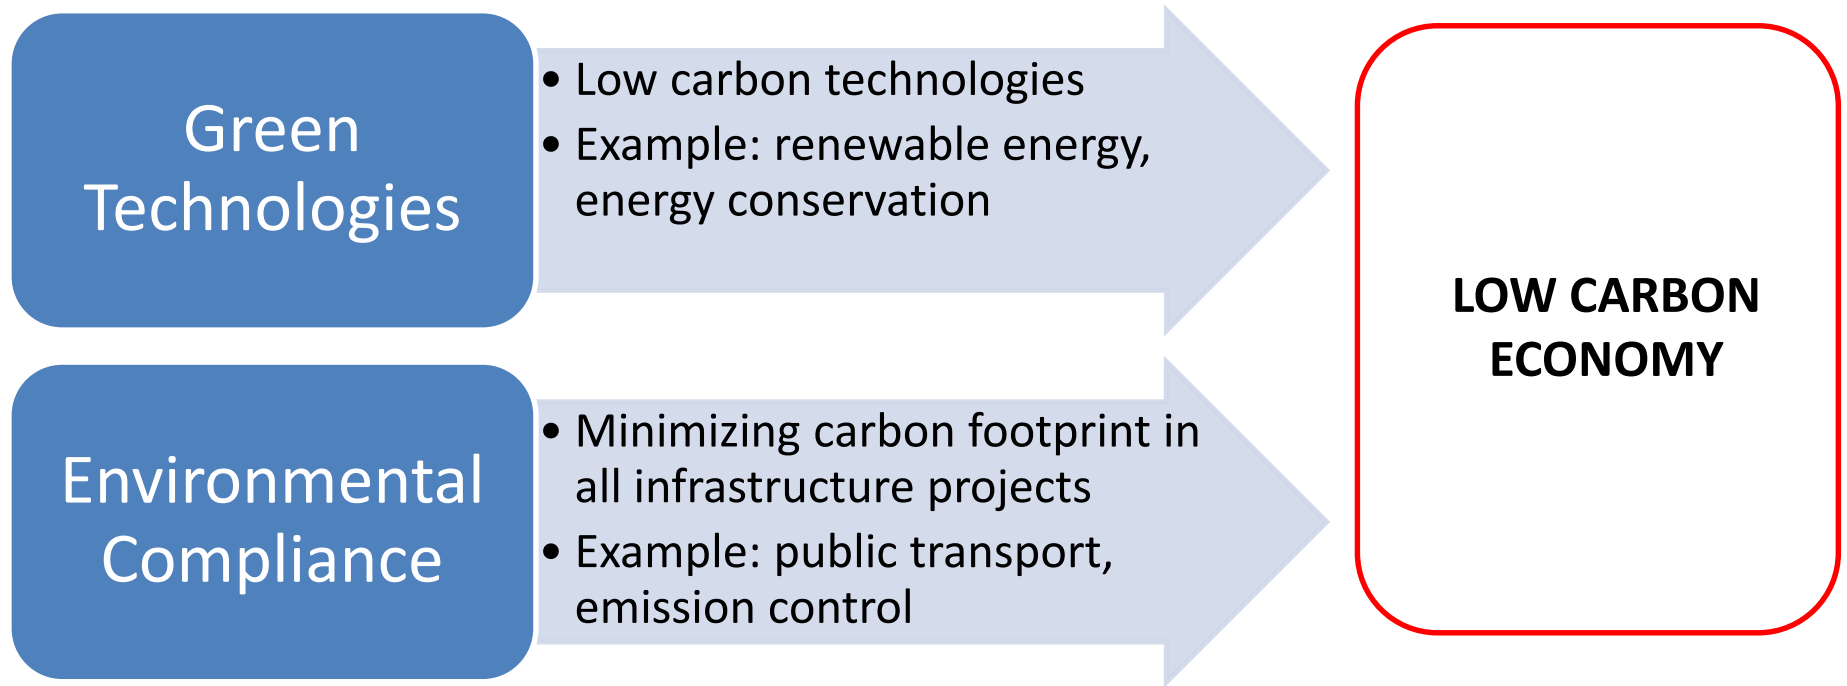 Green
Technologies
• Low carbon technologies
• Example: renewable energy,
energy conservation
Environmental
Compliance
• Minimizing carbon footprint in
all infrastructure projects
• Example: public transport,
emission control
LOW CARBON
ECONOMY